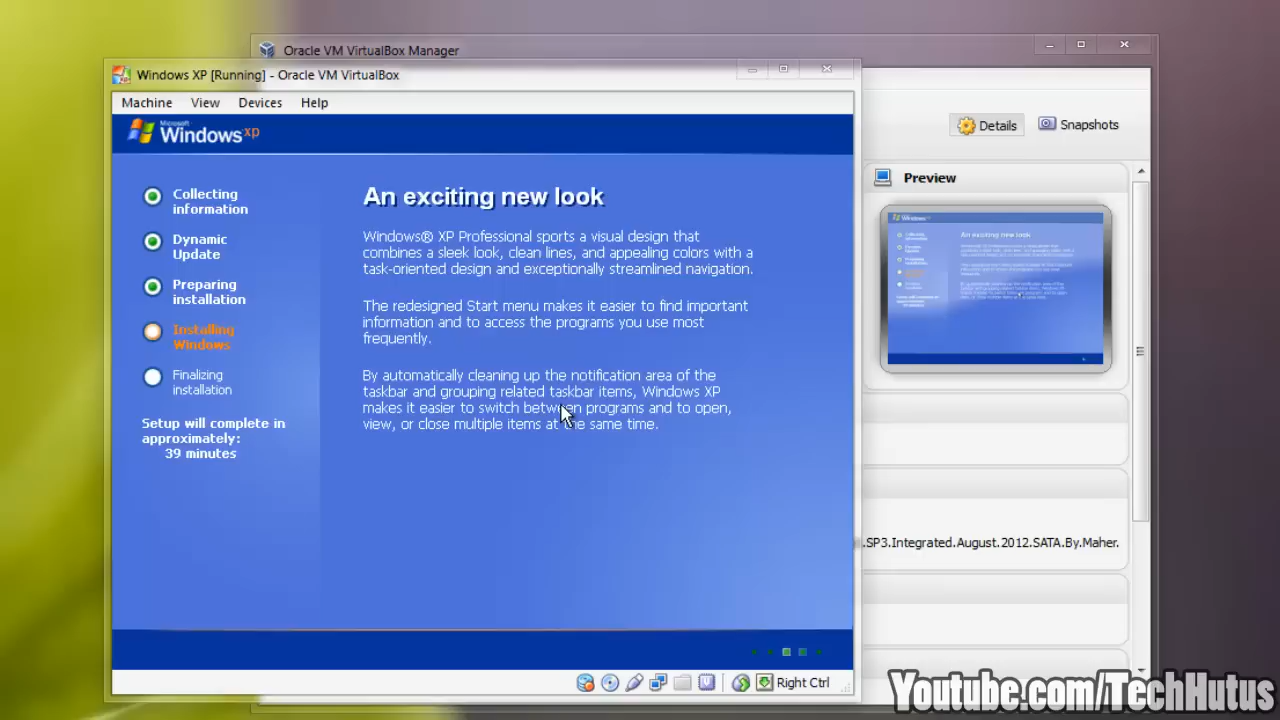 Oracle VM VirtualBox Manager
Windows XP [Running] - Oracle VM VirtualBox
Machine View Devices Help
Details Snapshots
Microsoft
Windows xp
Preview
Collecting
information
Dynamic
Update
Preparing
installation
Installing
Windows
Finalizing
installation
Setup will complete in
approximately:
39 minutes
An exciting new look
Windows® XP Professional sports a visual design that
combines a sleek look, clean lines, and appealing colors with a
task-oriented design and exceptionally streamlined navigation.
The redesigned Start menu makes it easier to find important
information and to access the programs you use most
frequently.
By automatically cleaning up the notification area of the
taskbar and grouping related taskbar items, Windows XP
makes it easier to switch between programs and to open,
view, or close multiple items at the same time.
.SP3.Integrated.August.2012.SATA.By.Maher.
Right Ctrl
Youtube.com/TechHutus